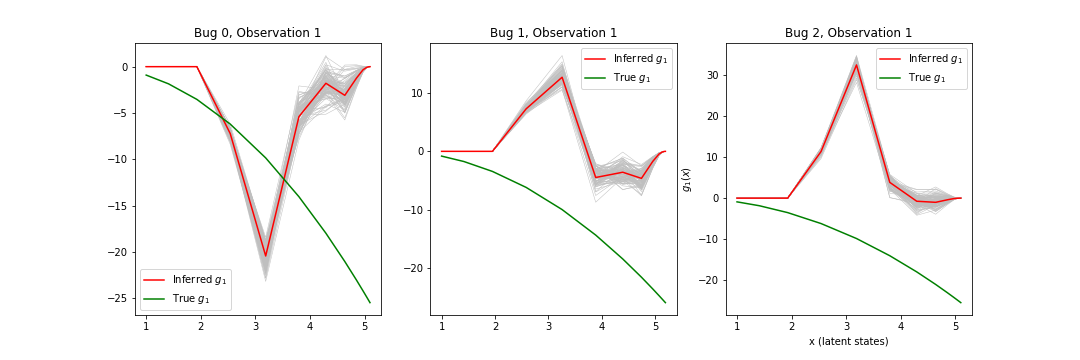 Bug 0, Observation 1
0
−5
−10
−15
−20
−25
1 2 3 4 5
Inferred g₁
True g₁
Bug 1, Observation 1
10
0
−10
−20
1 2 3 4 5
Inferred g₁
True g₁
Bug 2, Observation 1
g₁(x)
30
20
10
0
−10
−20
1 2 3 4 5
x (latent states)
Inferred g₁
True g₁